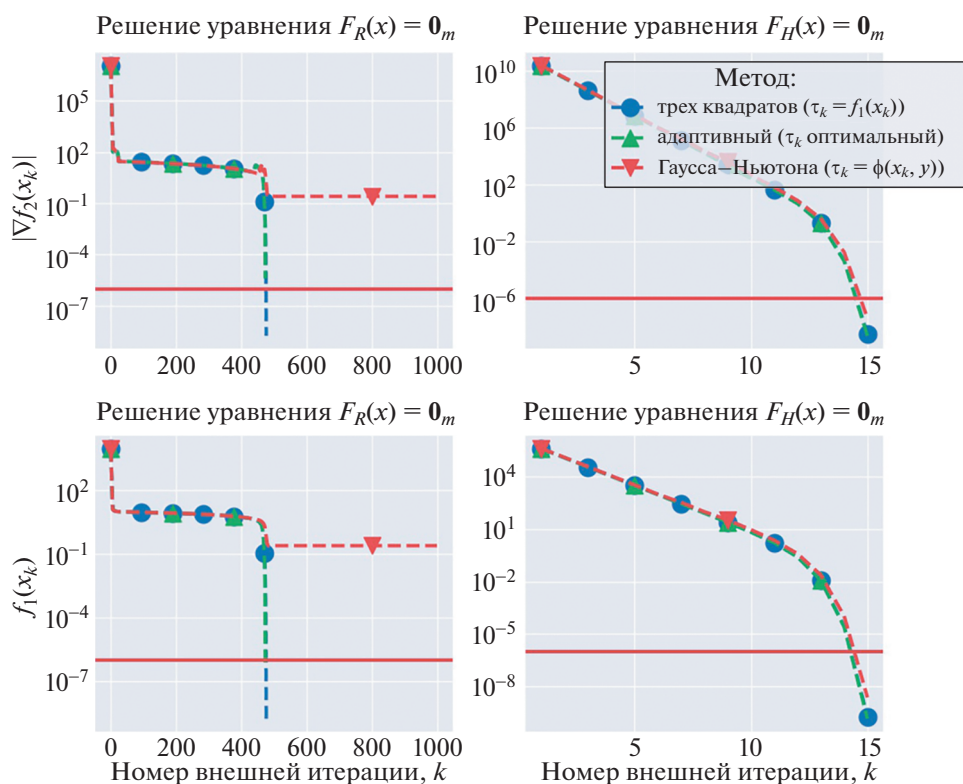 Решение уравнения F_R(x) = 0_m
Решение уравнения F_H(x) = 0_m
|∇f_2(x_k)|
10^5
10^2
10^{-1}
10^{-4}
10^{-7}
0 200 400 600 800 1000
10^{10}
10^6
10^2
10^{-2}
10^{-6}
5 10 15
Метод:
трех квадратов (τ_k = f_1(x_k))
адаптивный (τ_k оптимальный)
Гаусса–Ньютона (τ_k = ϕ(x_k, y))
Решение уравнения F_R(x) = 0_m
Решение уравнения F_H(x) = 0_m
f_1(x_k)
10^2
10^{-1}
10^{-4}
10^{-7}
0 200 400 600 800 1000
Номер внешней итерации, k
10^4
10^1
10^{-2}
10^{-5}
10^{-8}
5 10 15
Номер внешней итерации, k